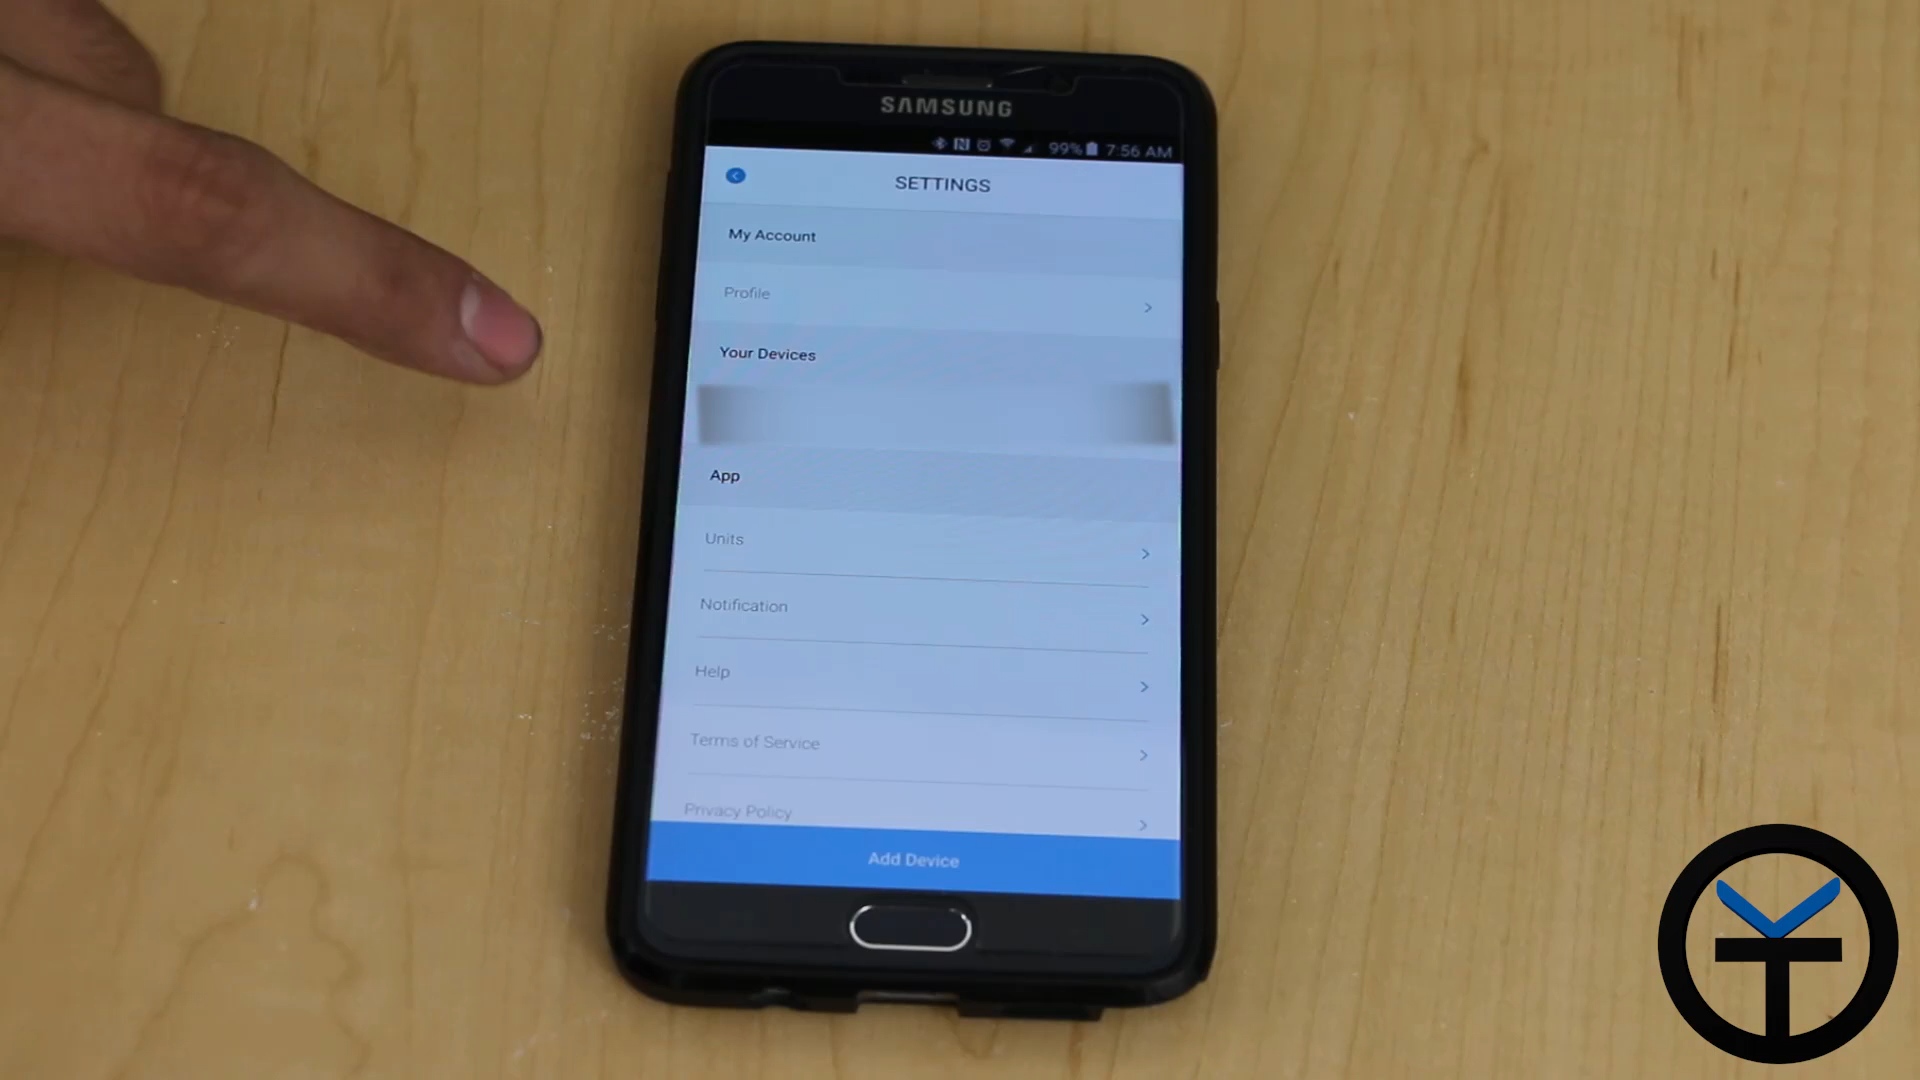 SAMSUNG
99% 7:56 AM
SETTINGS
My Account
Profile
Your Devices
App
Units
Notification
Help
Terms of Service
Privacy Policy
Add Device